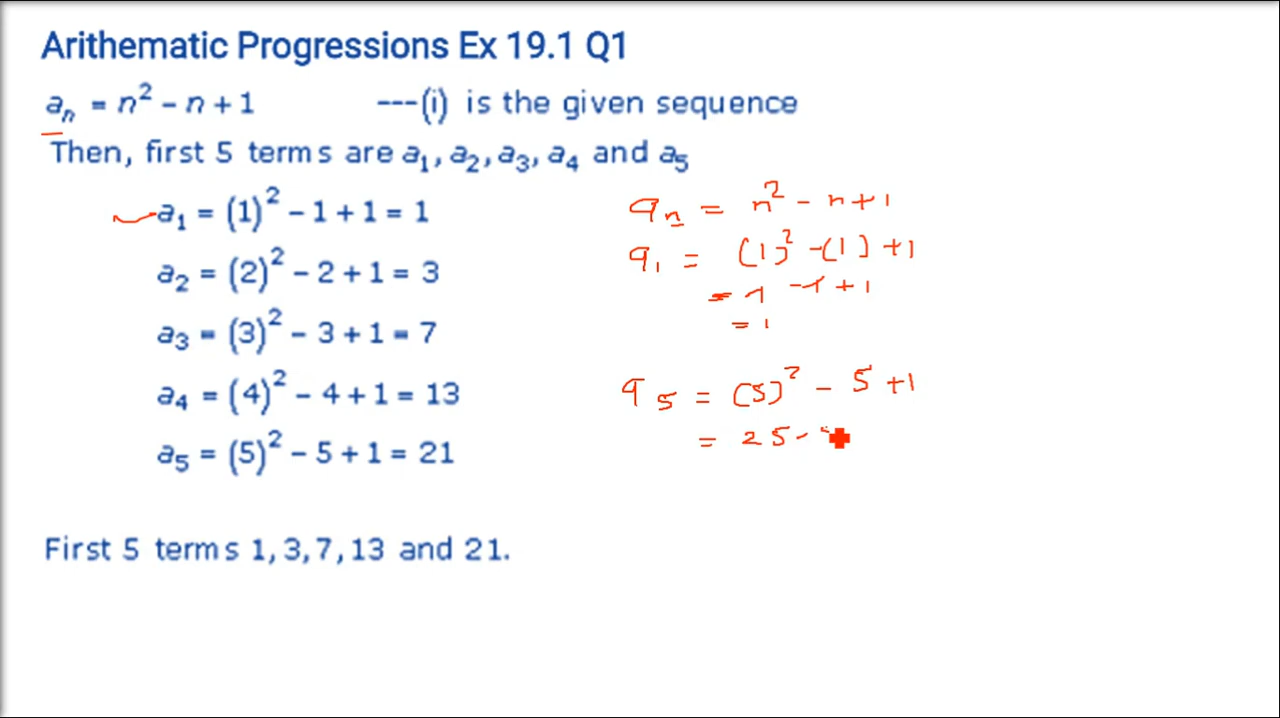 Arithematic Progressions Ex 19.1 Q1
aₙ = n² − n + 1 ---(i) is the given sequence
Then, first 5 terms are a₁, a₂, a₃, a₄ and a₅
a₁ = (1)² − 1 + 1 = 1
a₂ = (2)² − 2 + 1 = 3
a₃ = (3)² − 3 + 1 = 7
a₄ = (4)² − 4 + 1 = 13
a₅ = (5)² − 5 + 1 = 21
First 5 terms 1, 3, 7, 13 and 21.
aₙ = n² − n + 1
a₁ = (1)² − (1) + 1
= 1 − 1 + 1
= 1
a₅ = (5)² − 5 + 1
= 25 −